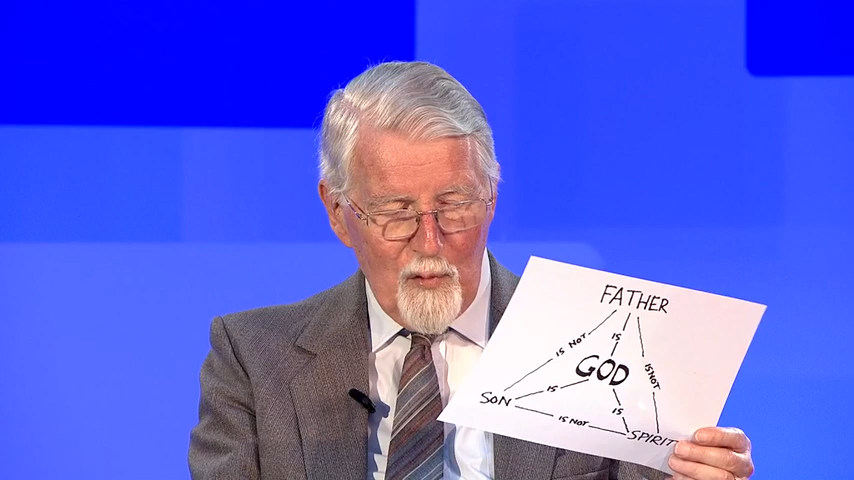 FATHER
IS NOT
IS
IS NOT
GOD
IS
IS
SON
IS NOT
SPIRIT